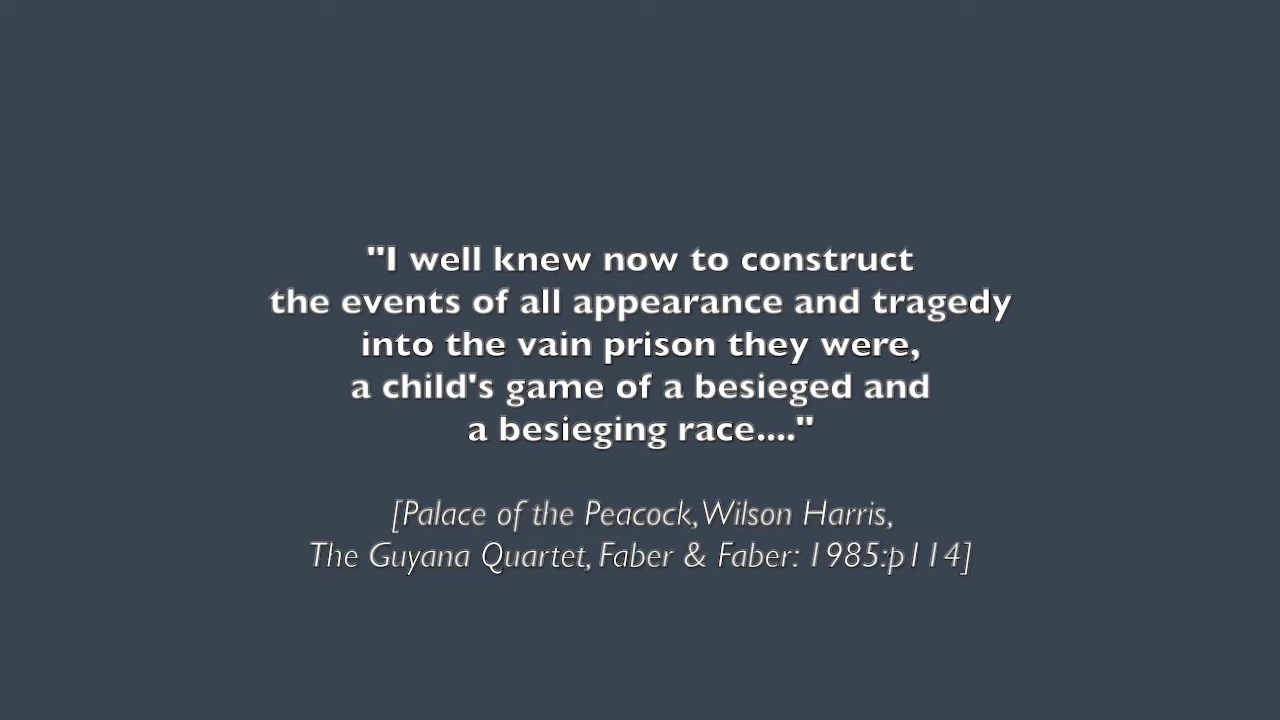 "I well knew now to construct
the events of all appearance and tragedy
into the vain prison they were,
a child's game of a besieged and
a besieging race...."
[Palace of the Peacock, Wilson Harris,
The Guyana Quartet, Faber & Faber: 1985:p114]